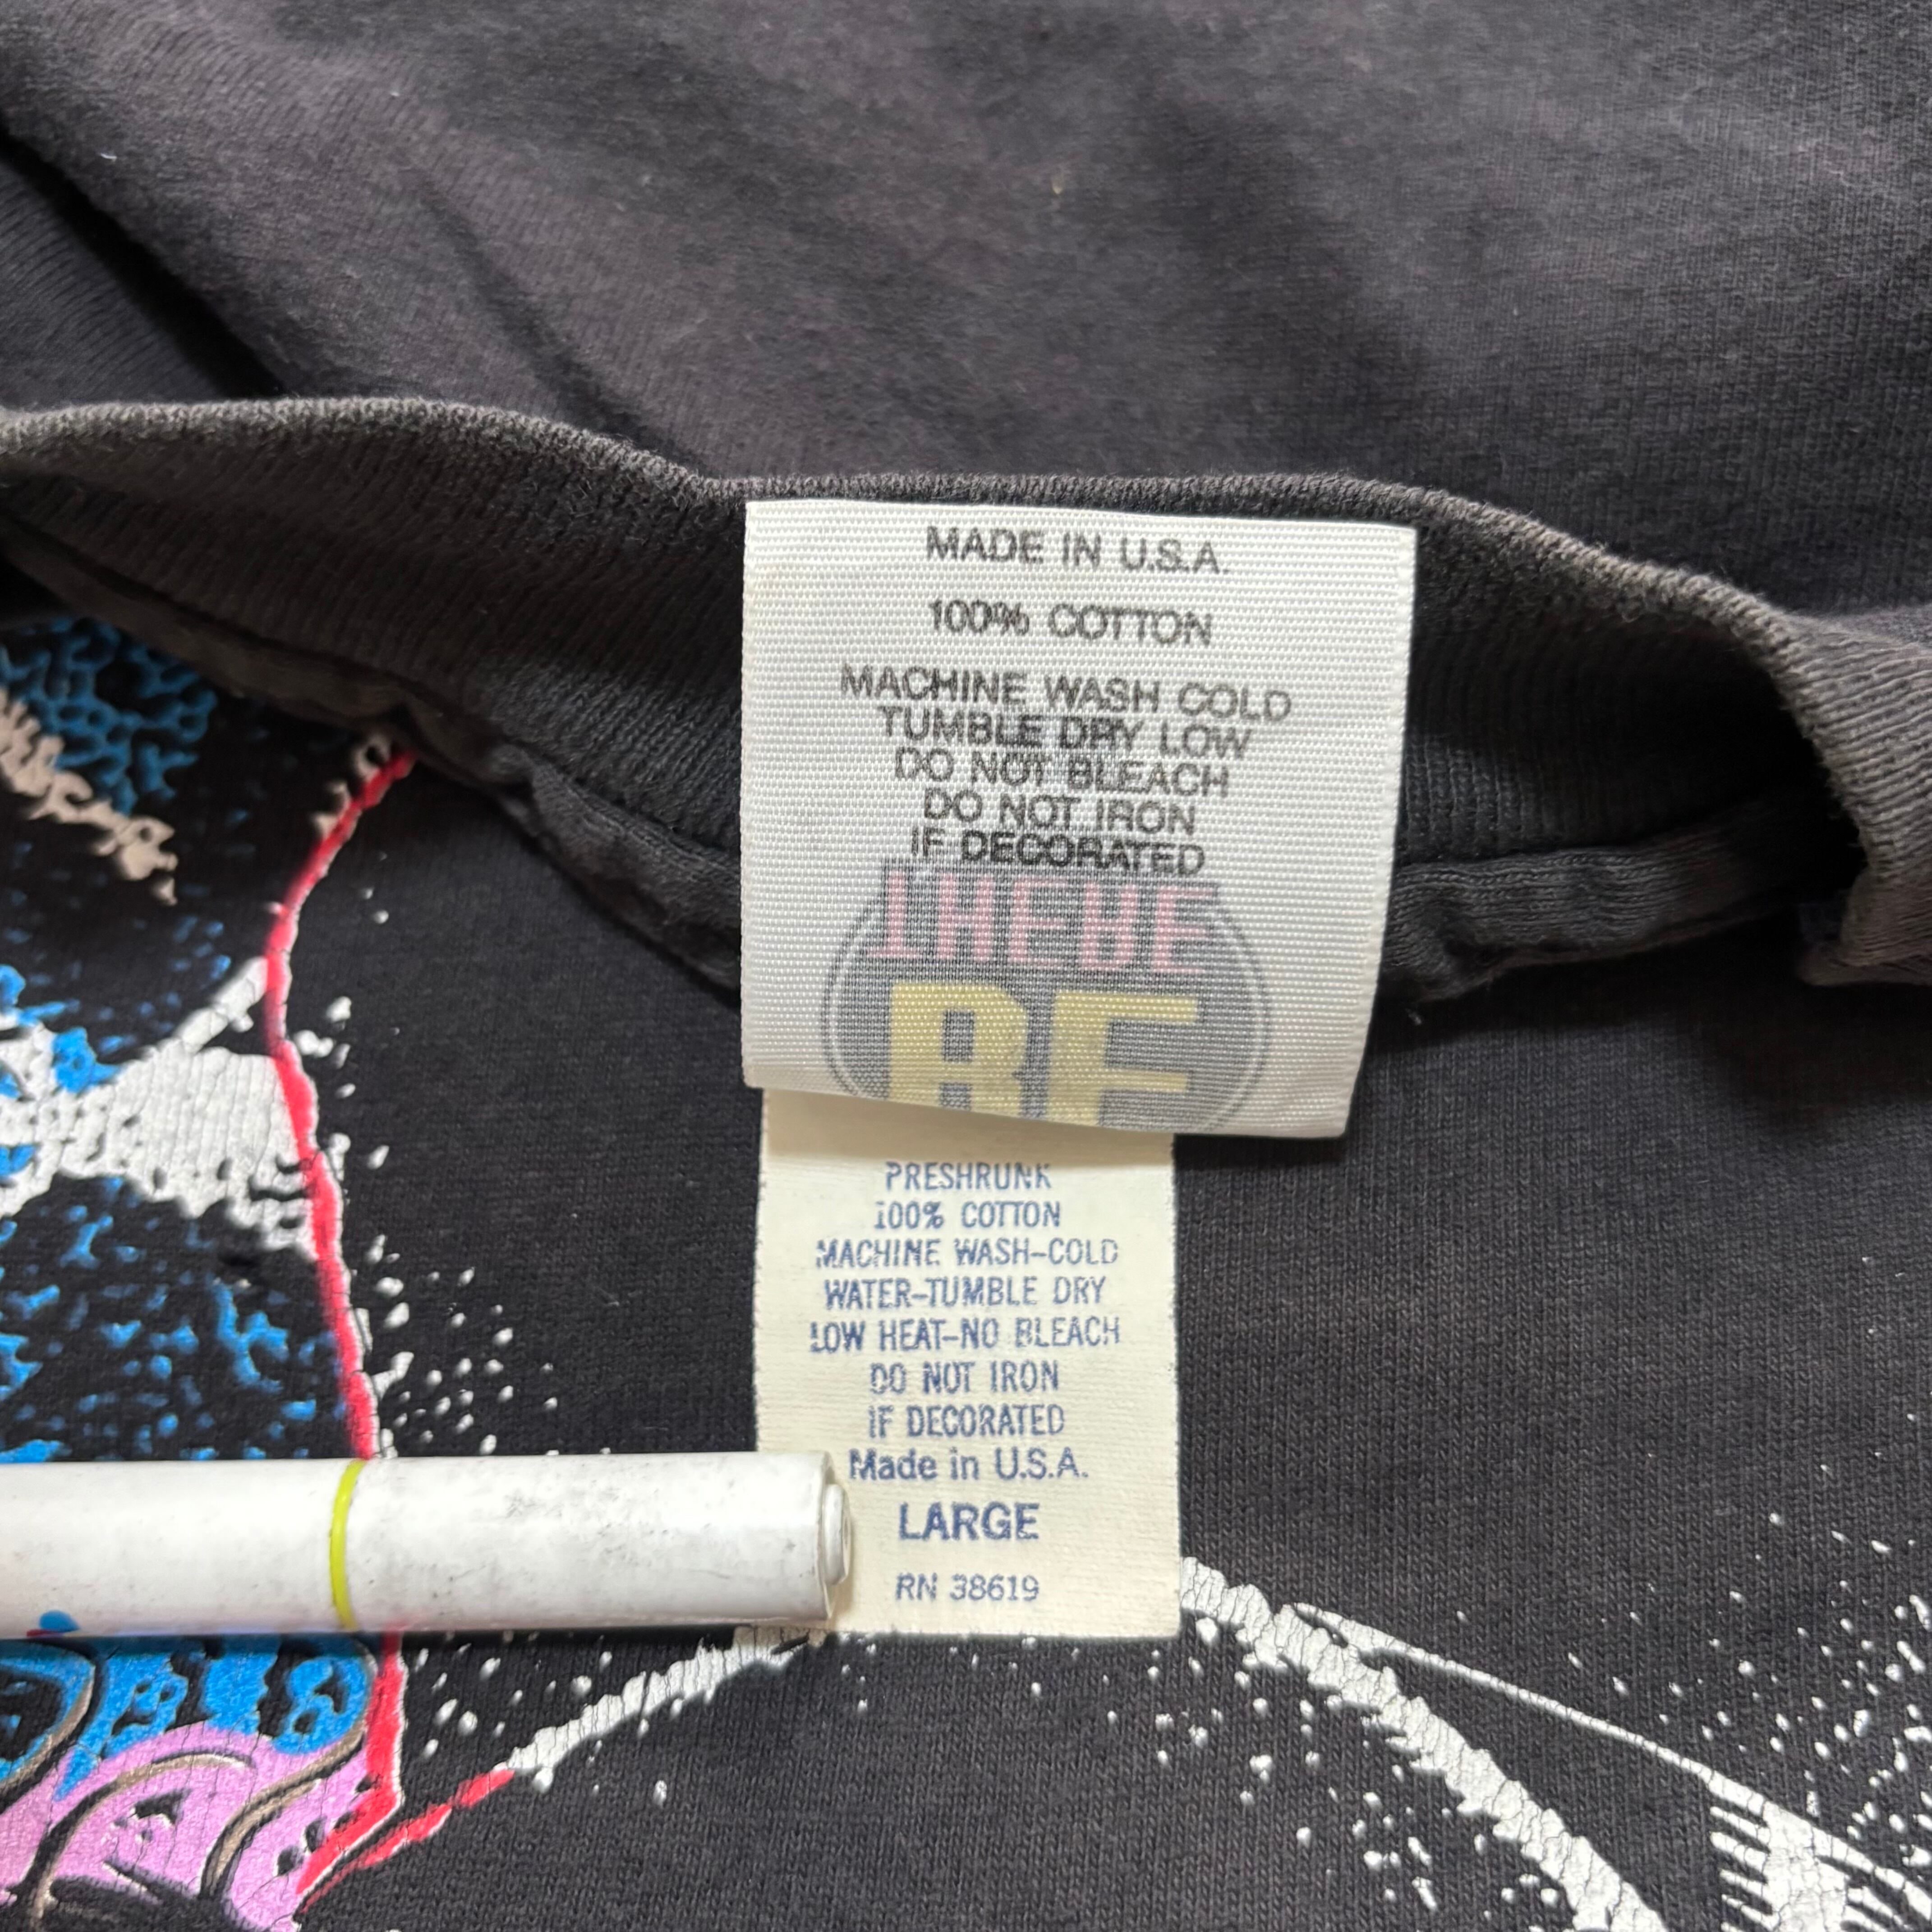 MADE IN U.S.A.
100% COTTON
MACHINE WASH COLD
TUMBLE DRY LOW
DO NOT BLEACH
DO NOT IRON
IF DECORATED
PRESHRUNK
100% COTTON
MACHINE WASH-COLD
WATER-TUMBLE DRY
LOW HEAT-NO BLEACH
DO NOT IRON
IF DECORATED
Made in U.S.A.
LARGE
RN 38619